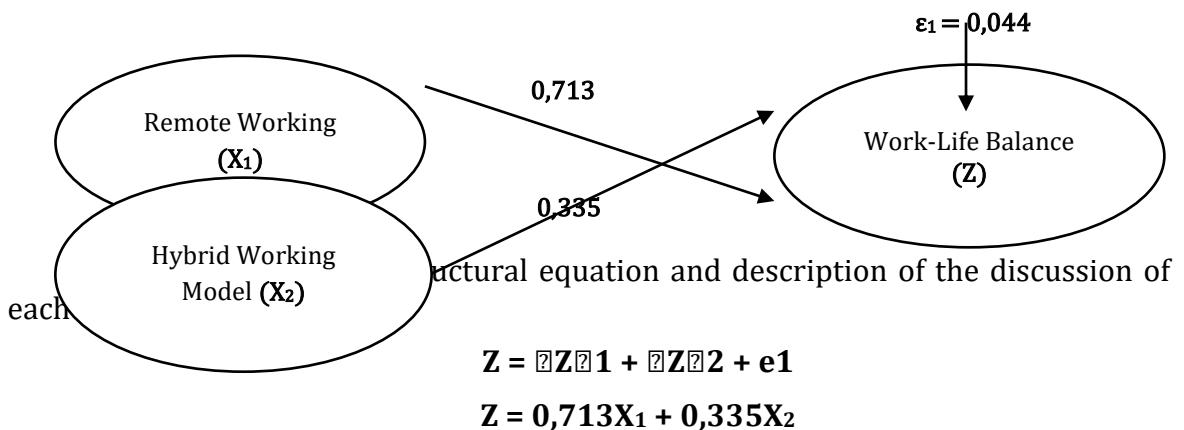 ε₁ = 0,044
0,713
Remote Working
(X₁)
Work-Life Balance
(Z)
0,335
Hybrid Working
Model (X₂)
structural equation and description of the discussion of
each
Z = 🯄Z🯄1 + 🯄Z🯄2 + e1
Z = 0,713X₁ + 0,335X₂